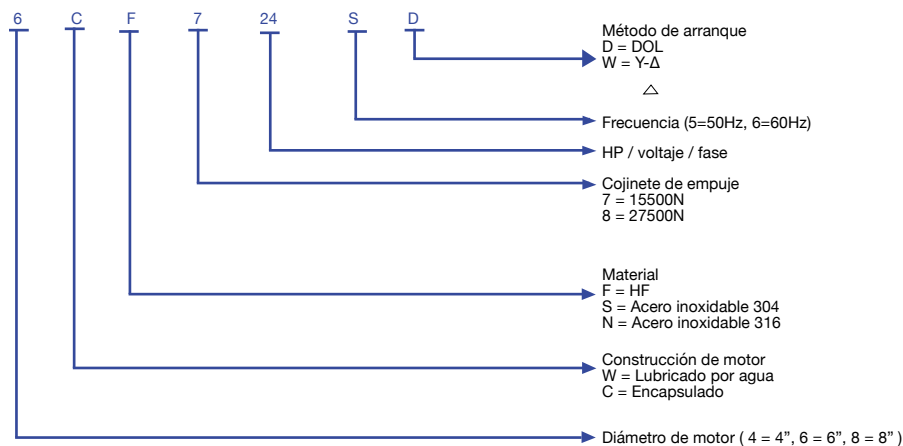 6 C F 7 24 S D
Método de arranque
D = DOL
W = Y-Δ
△
Frecuencia (5=50Hz, 6=60Hz)
HP / voltaje / fase
Cojinete de empuje
7 = 15500N
8 = 27500N
Material
F = HF
S = Acero inoxidable 304
N = Acero inoxidable 316
Construcción de motor
W = Lubricado por agua
C = Encapsulado
Diámetro de motor ( 4 = 4”, 6 = 6”, 8 = 8” )